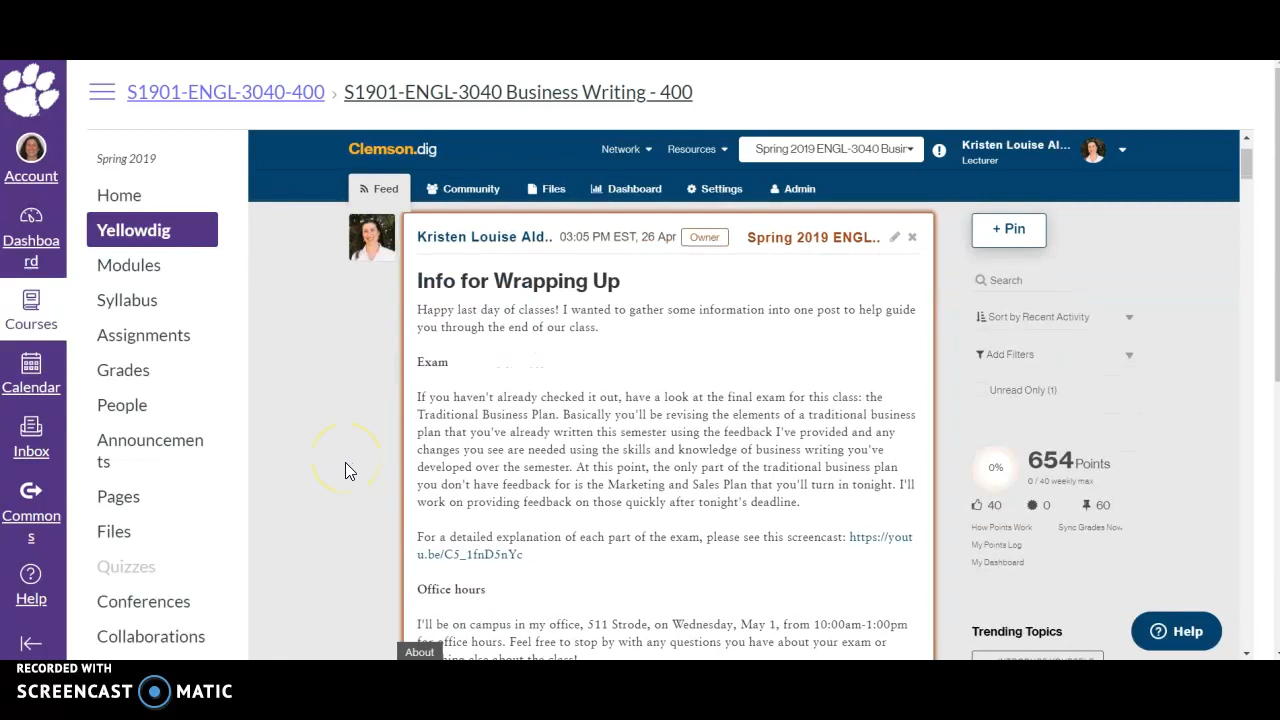 S1901-ENGL-3040-400 › S1901-ENGL-3040 Business Writing - 400
Account
Dashboa
rd
Courses
Calendar
Inbox
Common
s
Help
Spring 2019
Home
Yellowdig
Modules
Syllabus
Assignments
Grades
People
Announcemen
ts
Pages
Files
Quizzes
Conferences
Collaborations
Clemson.dig
Network
Resources
Spring 2019 ENGL-3040 Busir
Kristen Louise Al...
Lecturer
Feed
Community
Files
Dashboard
Settings
Admin
Kristen Louise Ald.. 03:05 PM EST, 26 Apr Owner Spring 2019 ENGL..
Info for Wrapping Up
Happy last day of classes! I wanted to gather some information into one post to help guide
you through the end of our class.
Exam
If you haven't already checked it out, have a look at the final exam for this class: the
Traditional Business Plan. Basically you'll be revising the elements of a traditional business
plan that you've already written this semester using the feedback I've provided and any
changes you see are needed using the skills and knowledge of business writing you've
developed over the semester. At this point, the only part of the traditional business plan
you don't have feedback for is the Marketing and Sales Plan that you'll turn in tonight. I'll
work on providing feedback on those quickly after tonight's deadline.
For a detailed explanation of each part of the exam, please see this screencast: https://yout
u.be/C5_1fnD5nYc
Office hours
I'll be on campus in my office, 511 Strode, on Wednesday, May 1, from 10:00am-1:00pm
for office hours. Feel free to stop by with any questions you have about your exam or
else about the class!
About
+ Pin
Search
Sort by Recent Activity
Add Filters
Unread Only (1)
0%
654 Points
0 / 40 weekly max
40 0 60
How Points Work Sync Grades Now
My Points Log
My Dashboard
Trending Topics
Help
RECORDED WITH
SCREENCAST MATIC